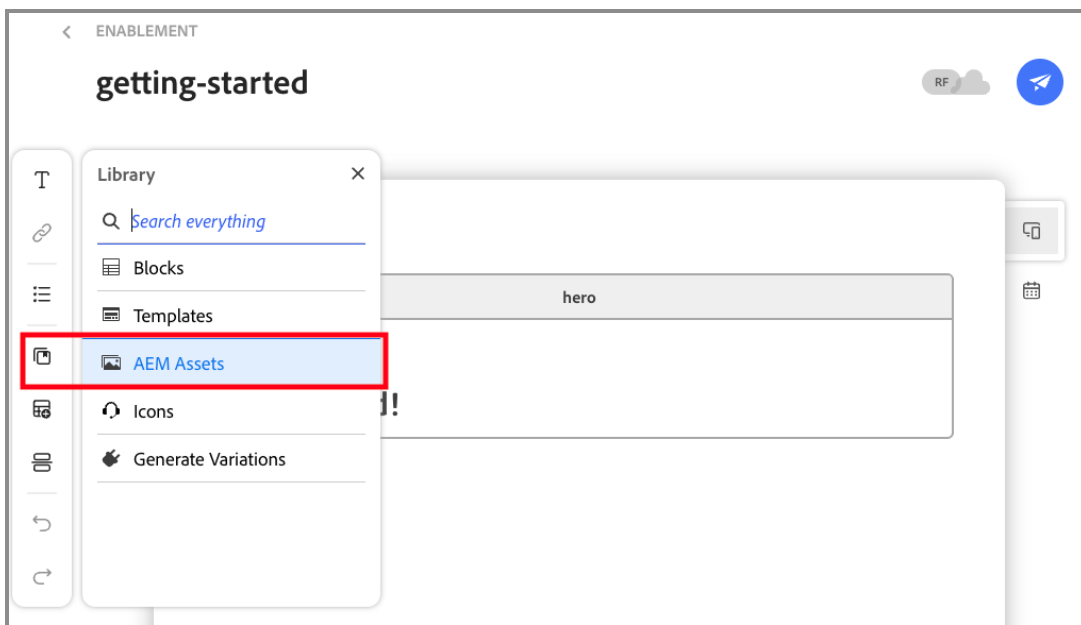 ENABLEMENT
getting-started
RF
T
Library
Search everything
Blocks
Templates
AEM Assets
Icons
Generate Variations
hero
!